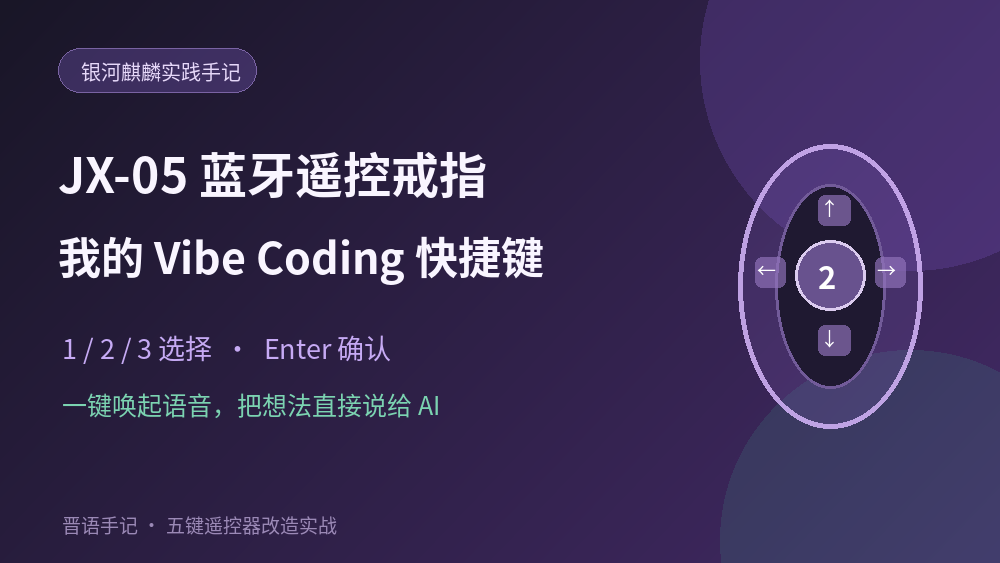 银河麒麟实践手记
JX-05 蓝牙遥控戒指
我的 Vibe Coding 快捷键
1 / 2 / 3 选择 · Enter 确认
一键唤起语音，把想法直接说给 AI
晋语手记 · 五键遥控器改造实战
↑
← 2 →
↓